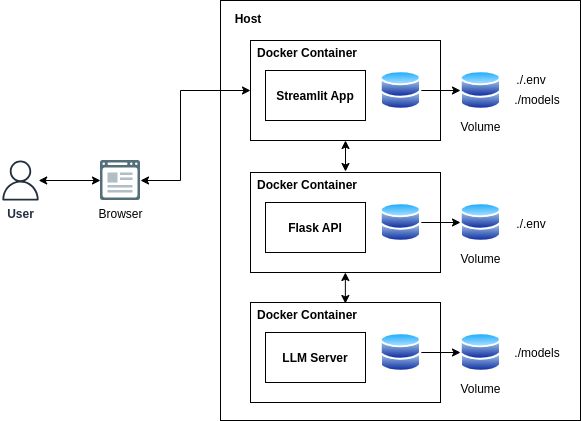 Host
Docker Container
Streamlit App
./.env
./models
Volume
User
Browser
Docker Container
Flask API
./.env
Volume
Docker Container
LLM Server
./models
Volume